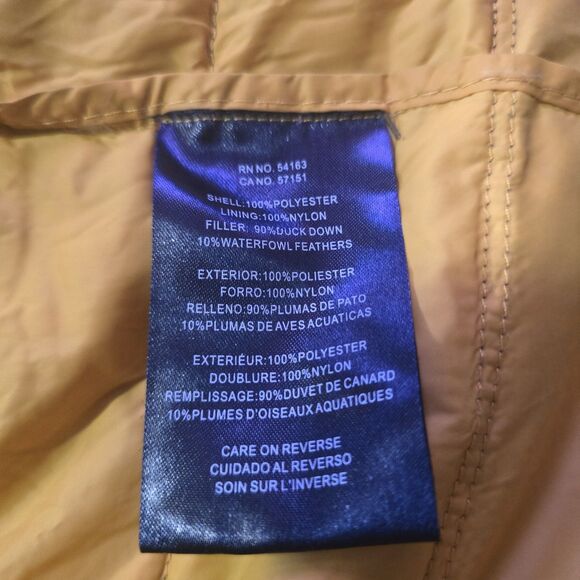 RN NO. 54163
CA NO. 57151
SHELL:100%POLYESTER
LINING:100%NYLON
FILLER: 90%DUCK DOWN
10%WATERFOWL FEATHERS
EXTERIOR:100%POLIESTER
FORRO:100%NYLON
RELLENO:90%PLUMAS DE PATO
10%PLUMAS DE AVES ACUATICAS
EXTERIÉUR:100%POLYESTER
DOUBLURE:100%NYLON
REMPLISSAGE:90%DUVET DE CANARD
10%PLUMES D'OISEAUX AQUATIQUES
CARE ON REVERSE
CUIDADO AL REVERSO
SOIN SUR L'INVERSE